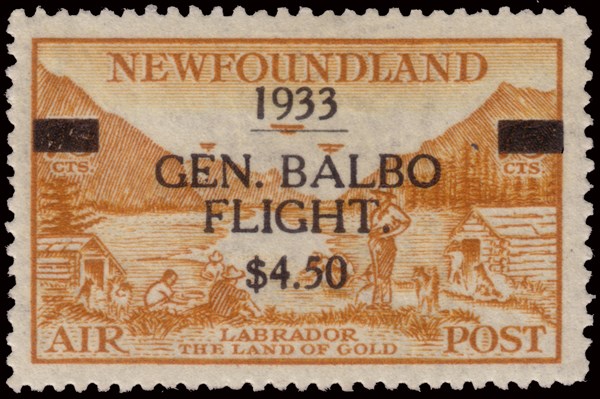 NEWFOUNDLAND
1933
CTS. CTS.
GEN. BALBO
FLIGHT.
$4.50
AIR LABRADOR POST
THE LAND OF GOLD